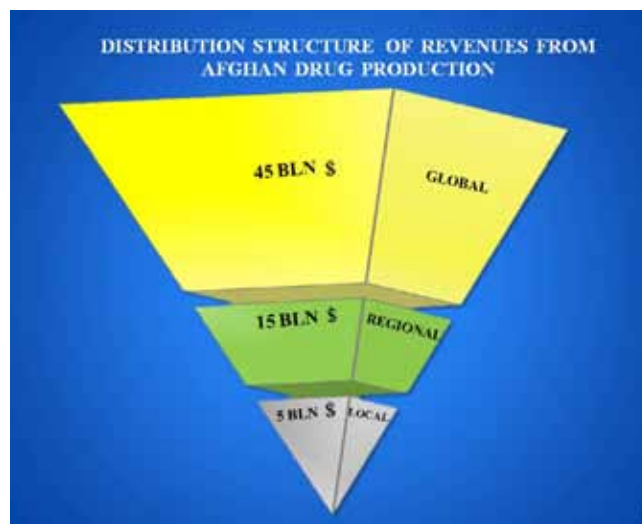 DISTRIBUTION STRUCTURE OF REVENUES FROM
AFGHAN DRUG PRODUCTION
45 BLN $
GLOBAL
15 BLN $
REGIONAL
5 BLN $
LOCAL